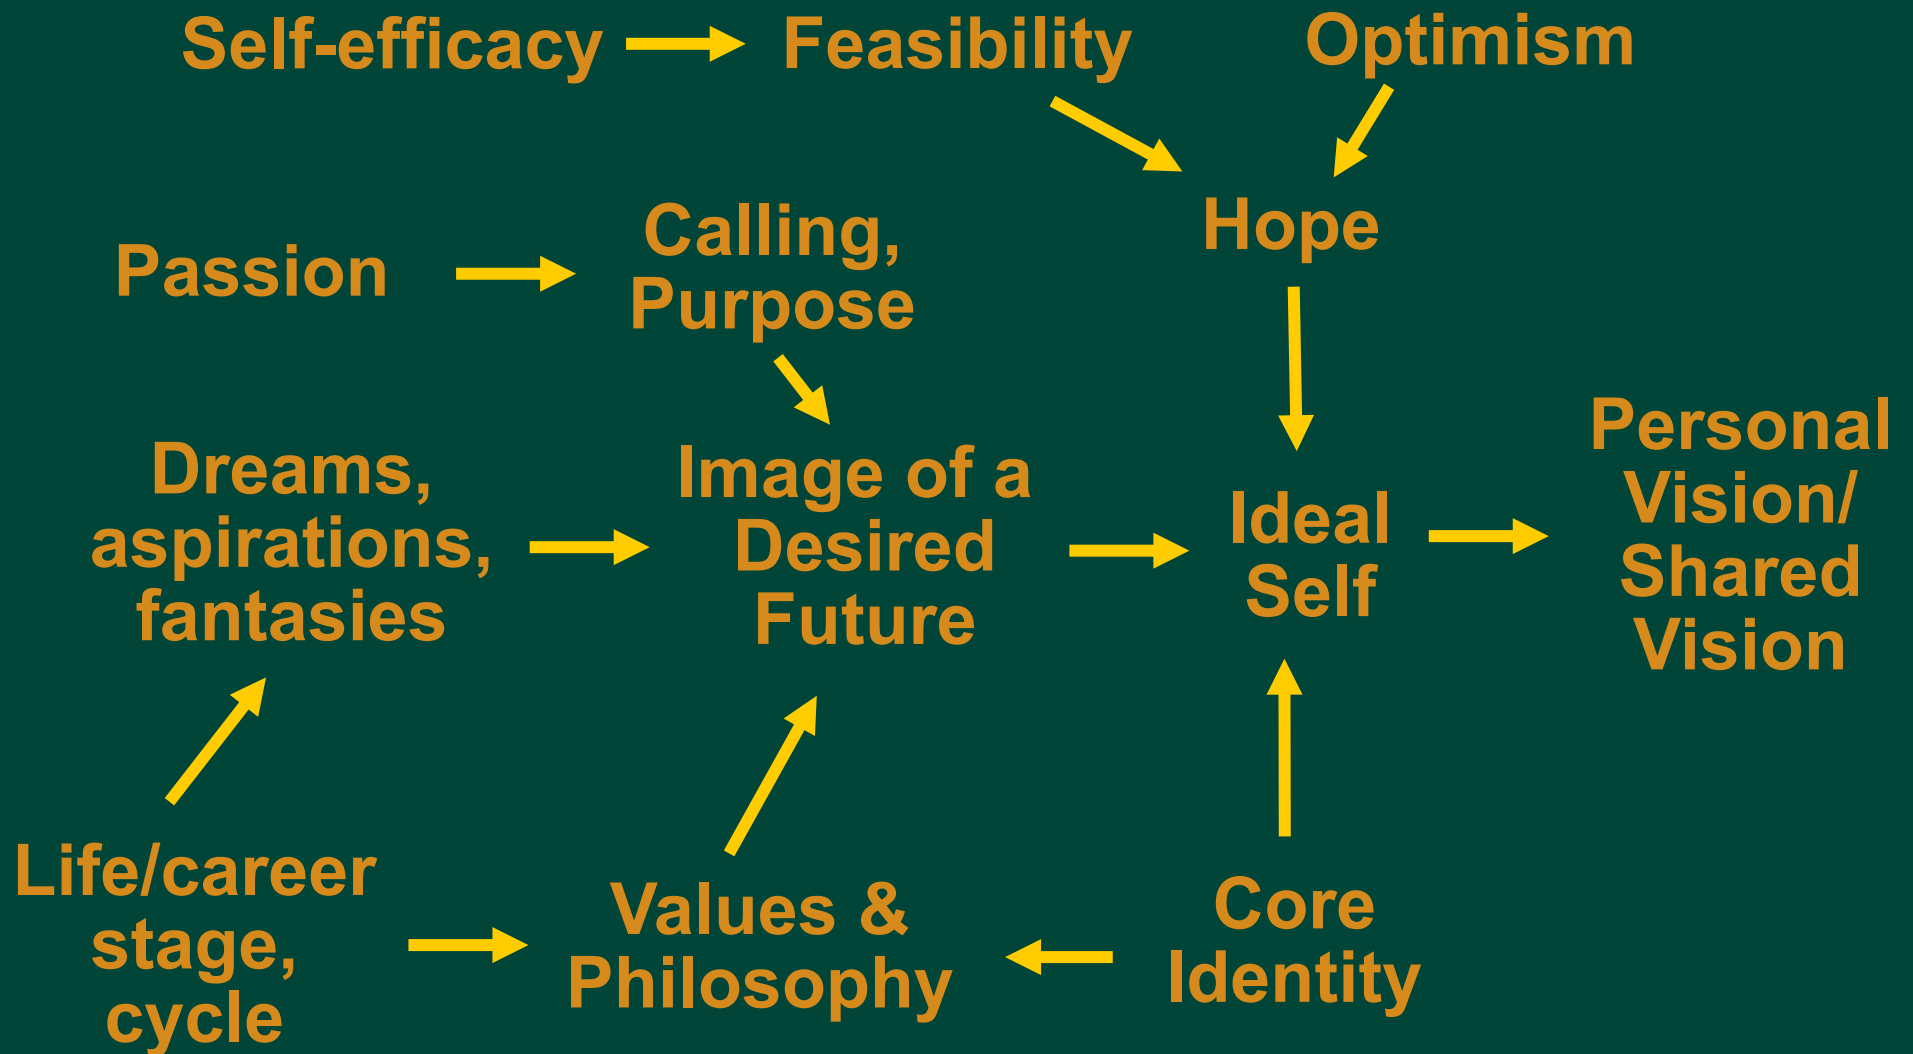 Self-efficacy
Feasibility
Optimism
Hope
Passion
Calling,
Purpose
Dreams,
aspirations,
fantasies
Image of a
Desired
Future
Ideal
Self
Personal
Vision/
Shared
Vision
Life/career
stage,
cycle
Values &
Philosophy
Core
Identity